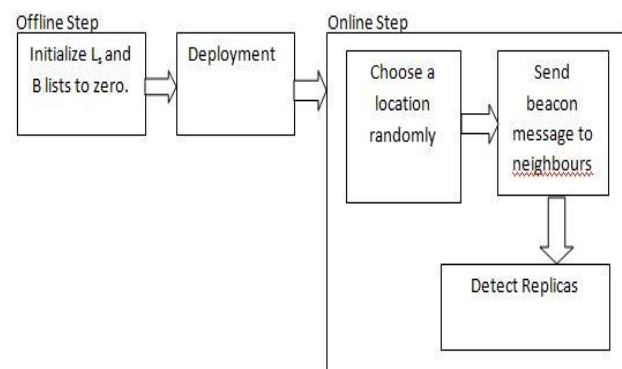 Offline Step
Online Step
Initialize L, and
B lists to zero.
Deployment
Choose a
location
randomly
Send
beacon
message to
neighbours
Detect Replicas